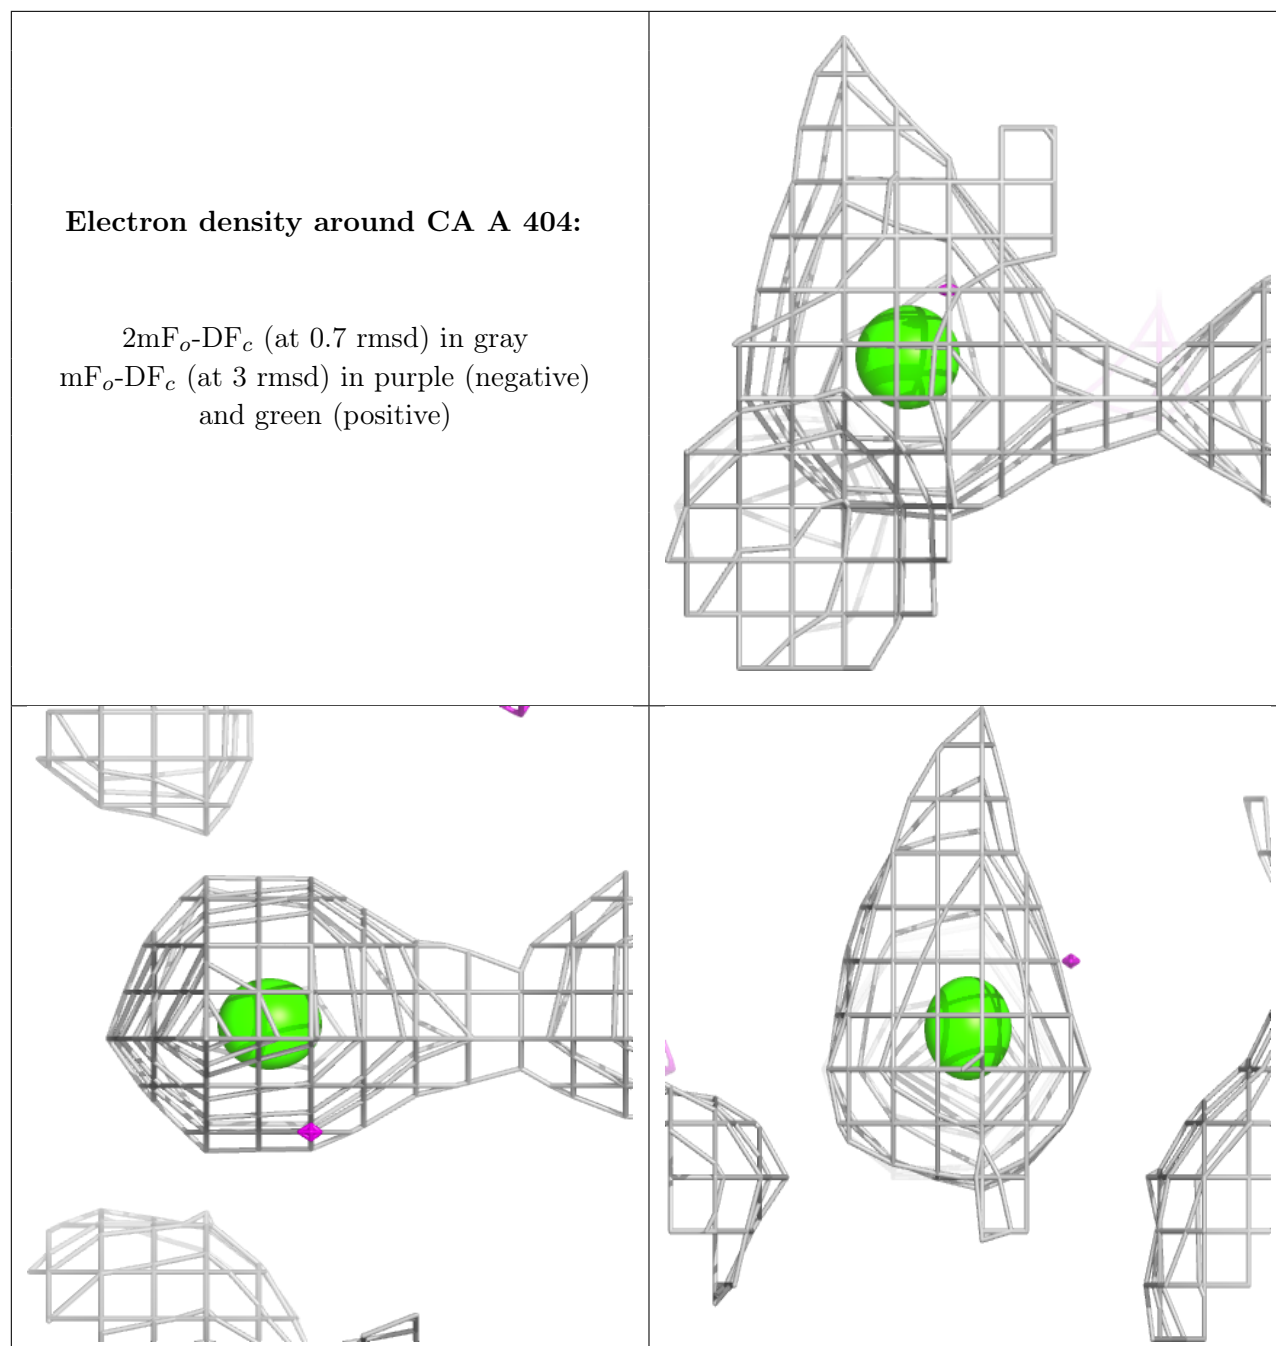 Electron density around CA A 404:
2mFo-DFc (at 0.7 rmsd) in gray
mFo-DFc (at 3 rmsd) in purple (negative)
and green (positive)